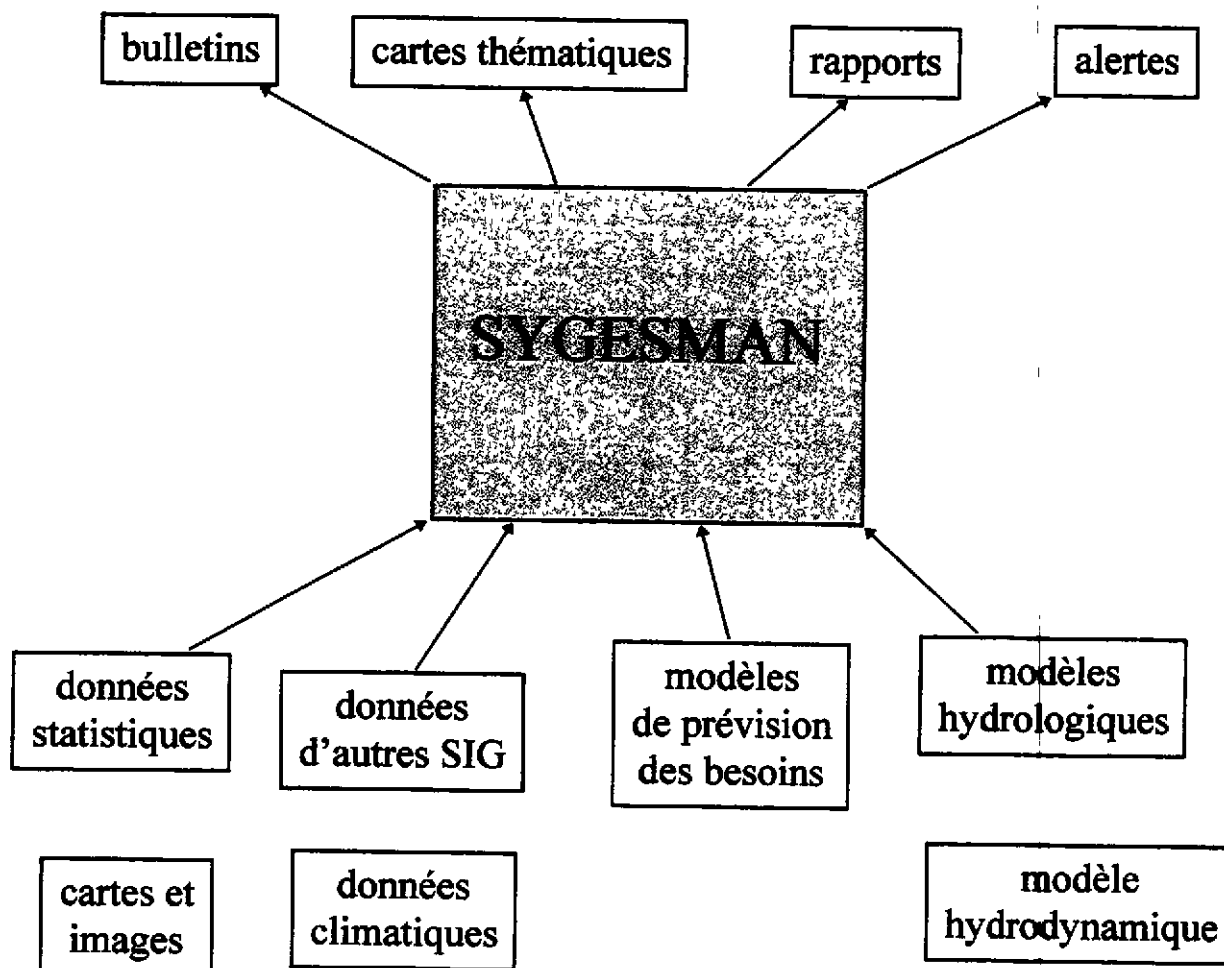 bulletins
cartes thématiques
rapports
alertes
SYGESMAN
données
statistiques
données
d'autres SIG
modèles
de prévision
des besoins
modèles
hydrologiques
cartes et
images
données
climatiques
modèle
hydrodynamique